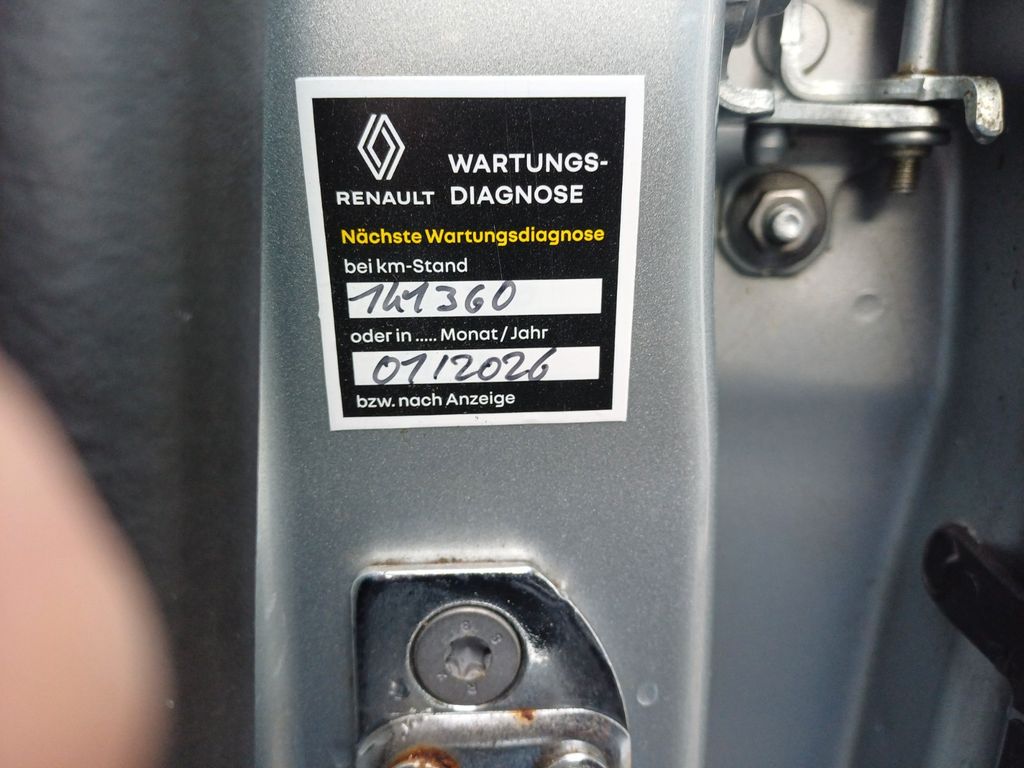 RENAULT
WARTUNGS-
DIAGNOSE
Nächste Wartungsdiagnose
bei km-Stand
141360
oder in ..... Monat/Jahr
01/2026
bzw. nach Anzeige